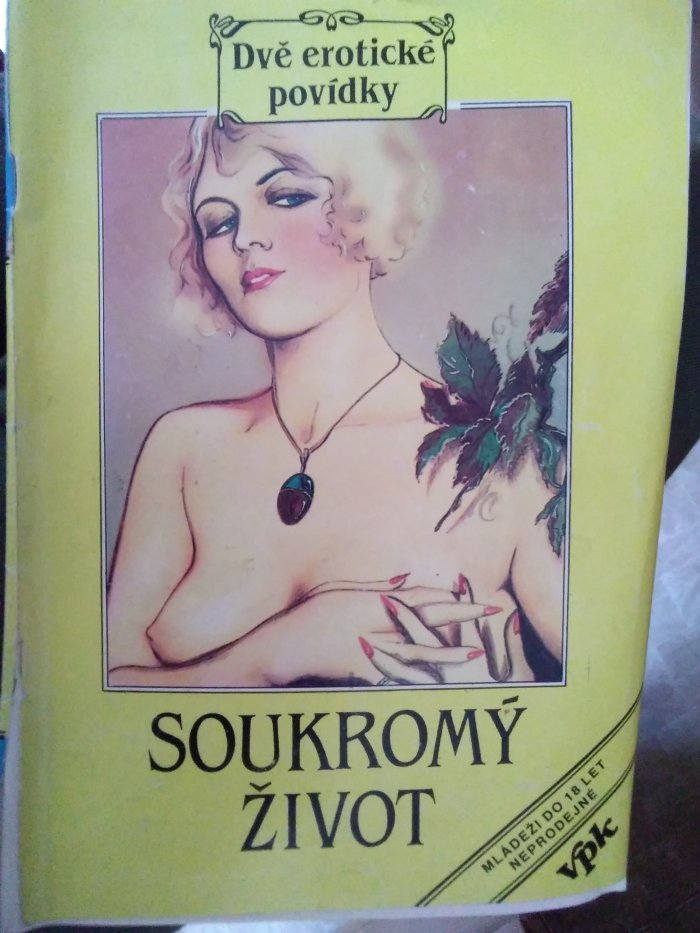 Dvě erotické
povídky
SOUKROMÝ
ŽIVOT
MLÁDEŽI DO 18 LET
NEPRODEJNÉ
vpk